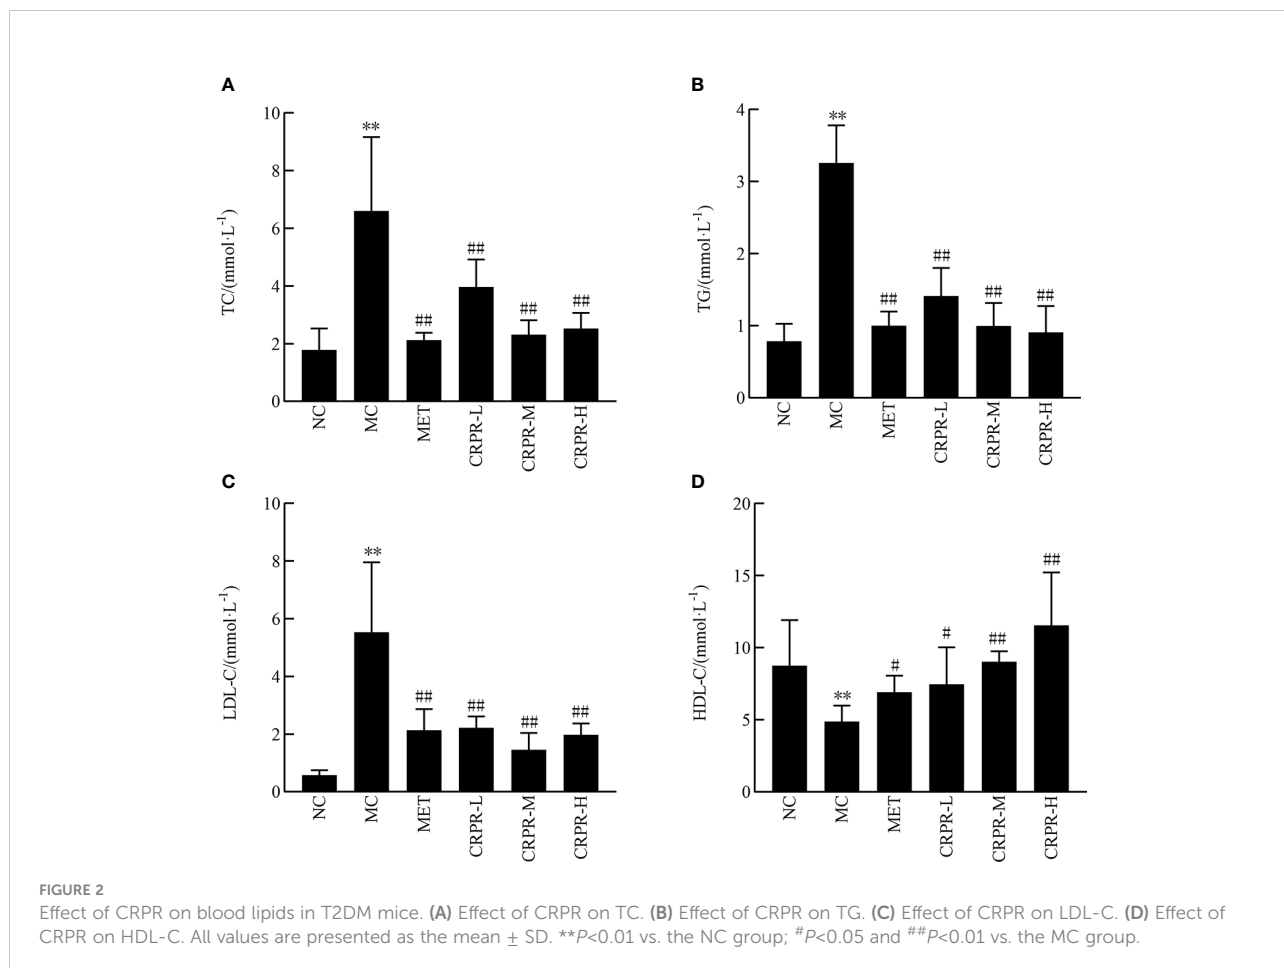 A
10
8
6
4
2
0
TC/(mmol·L-1)
**
##
##
##
##
NC
MC
MET
CRPR-L
CRPR-M
CRPR-H
B
4
3
2
1
0
TG/(mmol·L-1)
**
##
##
##
##
NC
MC
MET
CRPR-L
CRPR-M
CRPR-H
C
10
8
6
4
2
0
LDL-C/(mmol·L-1)
**
##
##
##
##
NC
MC
MET
CRPR-L
CRPR-M
CRPR-H
D
20
15
10
5
0
HDL-C/(mmol·L-1)
**
#
#
##
##
NC
MC
MET
CRPR-L
CRPR-M
CRPR-H
FIGURE 2
Effect of CRPR on blood lipids in T2DM mice. (A) Effect of CRPR on TC. (B) Effect of CRPR on TG. (C) Effect of CRPR on LDL-C. (D) Effect of
CRPR on HDL-C. All values are presented as the mean ± SD. **P<0.01 vs. the NC group; #P<0.05 and ##P<0.01 vs. the MC group.